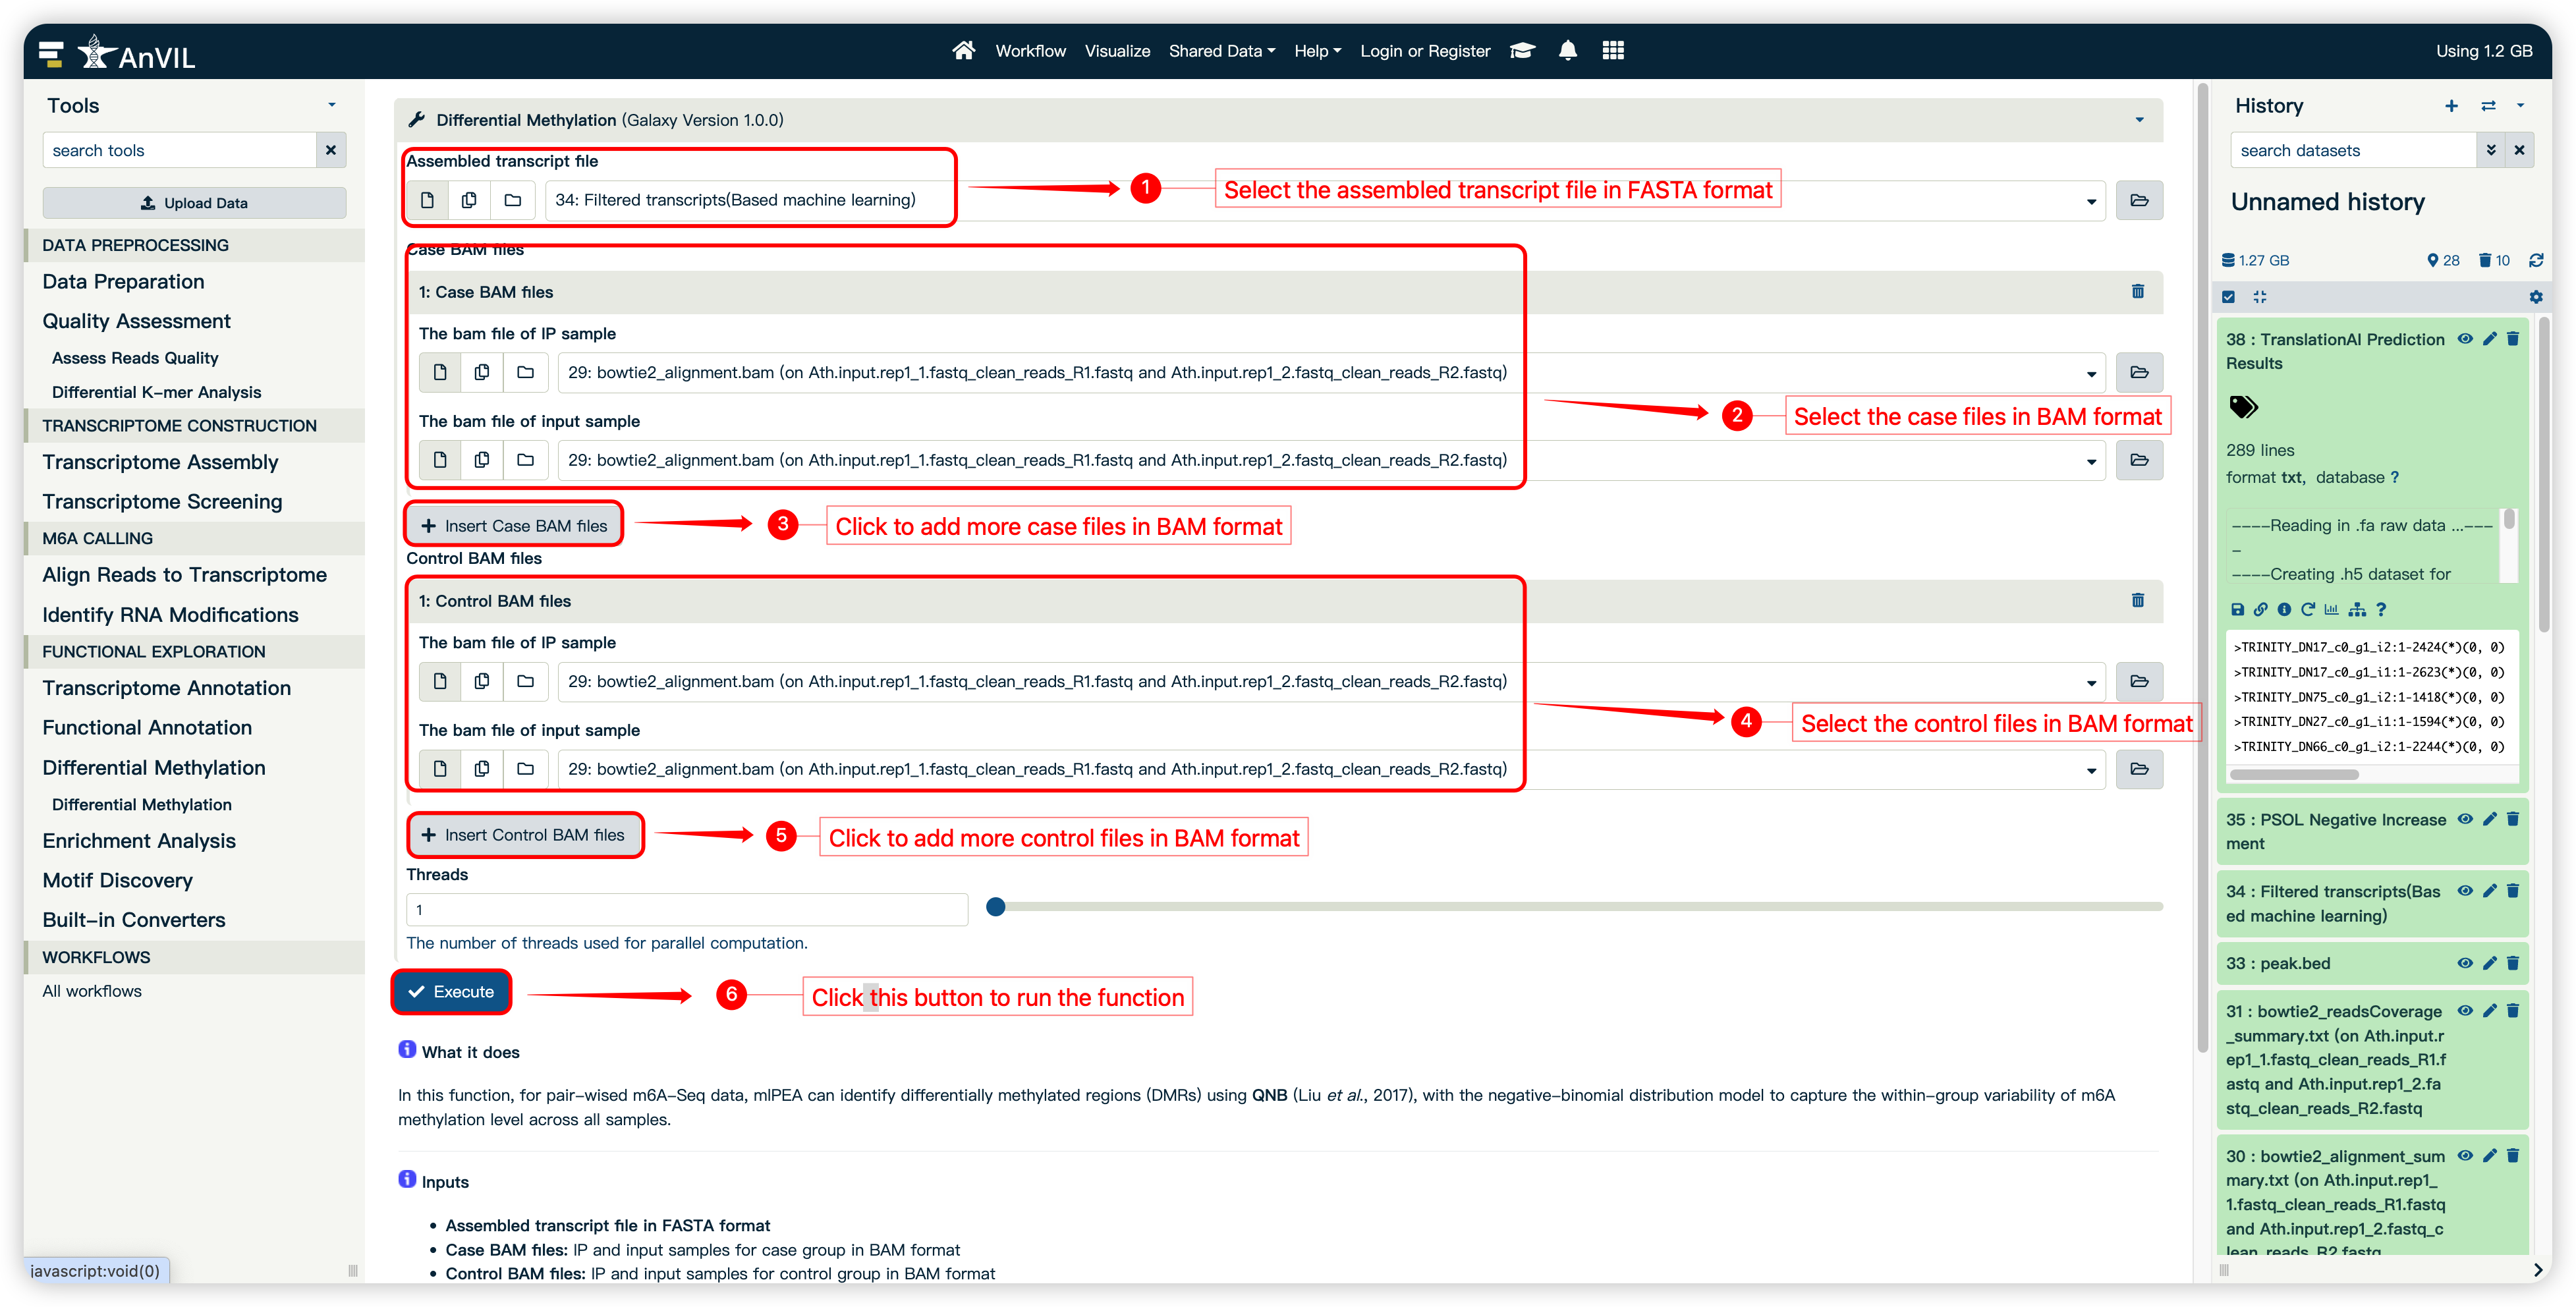 AnVIL
Workflow Visualize Shared Data Help Login or Register
Using 1.2 GB
Tools
search tools
Upload Data
DATA PREPROCESSING
Data Preparation
Quality Assessment
Assess Reads Quality
Differential K-mer Analysis
TRANSCRIPTOME CONSTRUCTION
Transcriptome Assembly
Transcriptome Screening
M6A CALLING
Align Reads to Transcriptome
Identify RNA Modifications
FUNCTIONAL EXPLORATION
Transcriptome Annotation
Functional Annotation
Differential Methylation
Differential Methylation
Enrichment Analysis
Motif Discovery
Built-in Converters
WORKFLOWS
All workflows
javascript:void(0)
Differential Methylation (Galaxy Version 1.0.0)
Assembled transcript file
34: Filtered transcripts(Based machine learning)
1 Select the assembled transcript file in FASTA format
Case BAM files
1: Case BAM files
The bam file of IP sample
29: bowtie2_alignment.bam (on Ath.input.rep1_1.fastq_clean_reads_R1.fastq and Ath.input.rep1_2.fastq_clean_reads_R2.fastq)
2 Select the case files in BAM format
The bam file of input sample
29: bowtie2_alignment.bam (on Ath.input.rep1_1.fastq_clean_reads_R1.fastq and Ath.input.rep1_2.fastq_clean_reads_R2.fastq)
Insert Case BAM files
3 Click to add more case files in BAM format
Control BAM files
1: Control BAM files
The bam file of IP sample
29: bowtie2_alignment.bam (on Ath.input.rep1_1.fastq_clean_reads_R1.fastq and Ath.input.rep1_2.fastq_clean_reads_R2.fastq)
4 Select the control files in BAM format
The bam file of input sample
29: bowtie2_alignment.bam (on Ath.input.rep1_1.fastq_clean_reads_R1.fastq and Ath.input.rep1_2.fastq_clean_reads_R2.fastq)
Insert Control BAM files
5 Click to add more control files in BAM format
Threads
1
The number of threads used for parallel computation.
Execute
6 Click this button to run the function
What it does
In this function, for pair-wised m6A-Seq data, mlPEA can identify differentially methylated regions (DMRs) using QNB (Liu et al., 2017), with the negative-binomial distribution model to capture the within-group variability of m6A
methylation level across all samples.
Inputs
• Assembled transcript file in FASTA format
• Case BAM files: IP and input samples for case group in BAM format
• Control BAM files: IP and input samples for control group in BAM format
History
search datasets
Unnamed history
1.27 GB
28 10
38 : TranslationAI Prediction
Results
289 lines
format txt, database ?
----Reading in .fa raw data ...---
-
----Creating .h5 dataset for
>TRINITY_DN17_c0_g1_i2:1-2424(*)(0, 0)
>TRINITY_DN17_c0_g1_i1:1-2623(*)(0, 0)
>TRINITY_DN75_c0_g1_i2:1-1418(*)(0, 0)
>TRINITY_DN27_c0_g1_i1:1-1594(*)(0, 0)
>TRINITY_DN66_c0_g1_i2:1-2244(*)(0, 0)
35 : PSOL Negative Increase
ment
34 : Filtered transcripts(Bas
ed machine learning)
33 : peak.bed
31 : bowtie2_readsCoverage
_summary.txt (on Ath.input.r
ep1_1.fastq_clean_reads_R1.f
astq and Ath.input.rep1_2.fa
stq_clean_reads_R2.fastq
30 : bowtie2_alignment_sum
mary.txt (on Ath.input.rep1_
1.fastq_clean_reads_R1.fastq
and Ath.input.rep1_2.fastq_c
lean_reads_R2.fastq